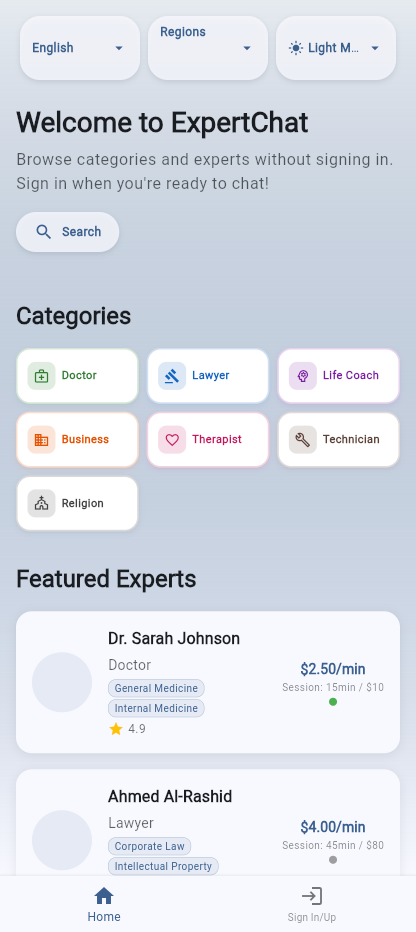 English
Regions
Light M...
Welcome to ExpertChat
Browse categories and experts without signing in.
Sign in when you're ready to chat!
Search
Categories
Doctor
Lawyer
Life Coach
Business
Therapist
Technician
Religion
Featured Experts
Dr. Sarah Johnson
Doctor
General Medicine
Internal Medicine
4.9
$2.50/min
Session: 15min / $10
Ahmed Al-Rashid
Lawyer
Corporate Law
Intellectual Property
$4.00/min
Session: 45min / $80
Home
Sign In/Up